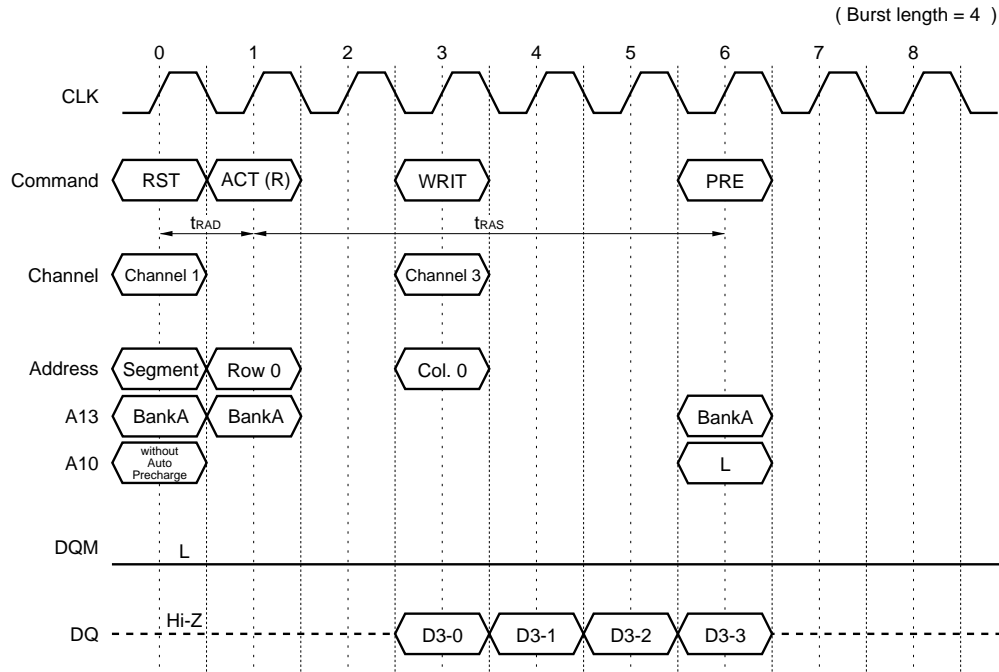 ( Burst length = 4 )
0 1 2 3 4 5 6 7 8
CLK
Command RST ACT (R) WRIT PRE
tRAD tRAS
Channel Channel 1 Channel 3
Address Segment Row 0 Col. 0
A13 BankA BankA BankA
A10 without Auto Precharge L
DQM L
Hi-Z
DQ D3-0 D3-1 D3-2 D3-3